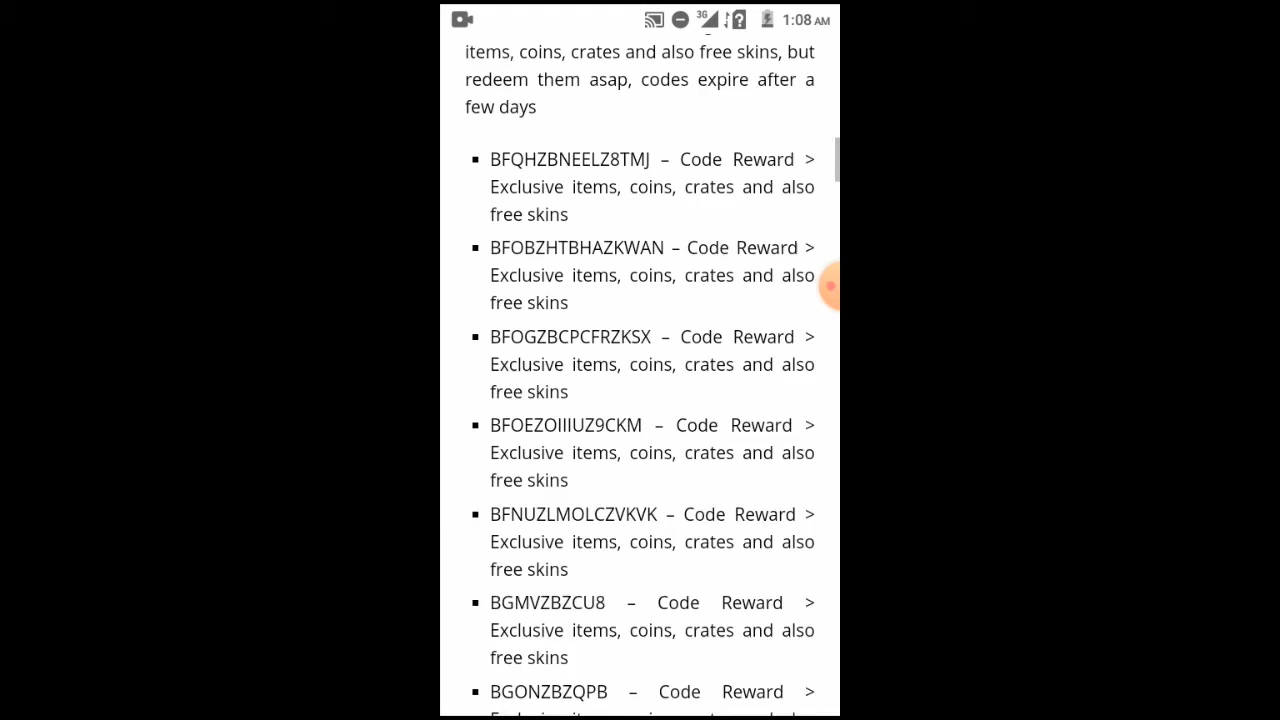 3G
1:08 AM
items, coins, crates and also free skins, but
redeem them asap, codes expire after a
few days
▪ BFQHZBNEELZ8TMJ – Code Reward >
Exclusive items, coins, crates and also
free skins
▪ BFOBZHTBHAZKWAN – Code Reward >
Exclusive items, coins, crates and also
free skins
▪ BFOGZBCPCFRZKSX – Code Reward >
Exclusive items, coins, crates and also
free skins
▪ BFOEZOIIIUZ9CKM – Code Reward >
Exclusive items, coins, crates and also
free skins
▪ BFNUZLMOLCZVKVK – Code Reward >
Exclusive items, coins, crates and also
free skins
▪ BGMVZBZCU8 – Code Reward >
Exclusive items, coins, crates and also
free skins
▪ BGONZBZQPB – Code Reward >